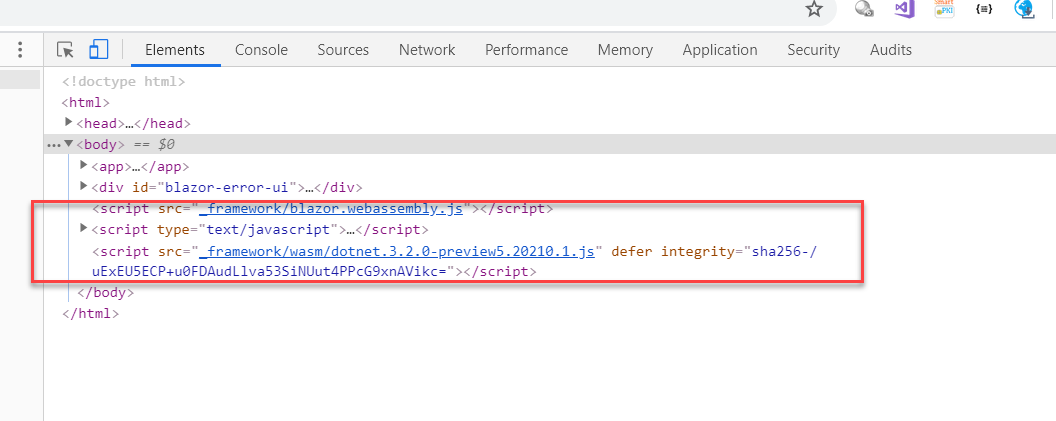 Smart
PKI
{≡}
Elements Console Sources Network Performance Memory Application Security Audits
<!doctype html>
<html>
<head>…</head>
<body> == $0
<app>…</app>
<div id="blazor-error-ui">…</div>
<script src="_framework/blazor.webassembly.js"></script>
<script type="text/javascript">…</script>
<script src="_framework/wasm/dotnet.3.2.0-preview5.20210.1.js" defer integrity="sha256-/
uExEU5ECP+u0FDAudLlva53SiNUut4PPcG9xnAVikc="></script>
</body>
</html>